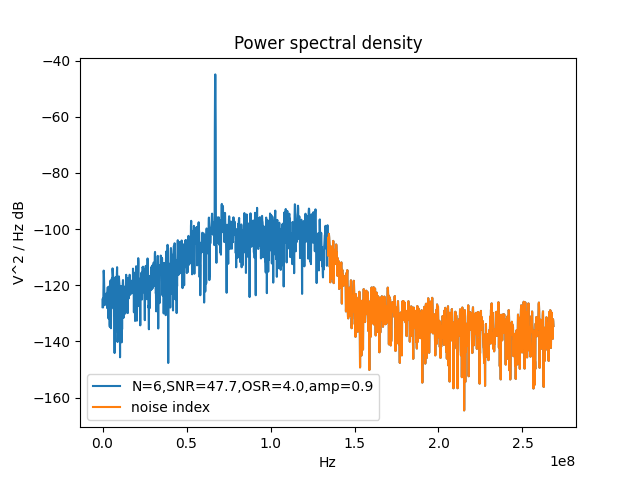 Power spectral density
−40
−60
−80
−100
−120
−140
−160
V^2 / Hz dB
N=6,SNR=47.7,OSR=4.0,amp=0.9
noise index
0.0 0.5 1.0 1.5 2.0 2.5
1e8
Hz